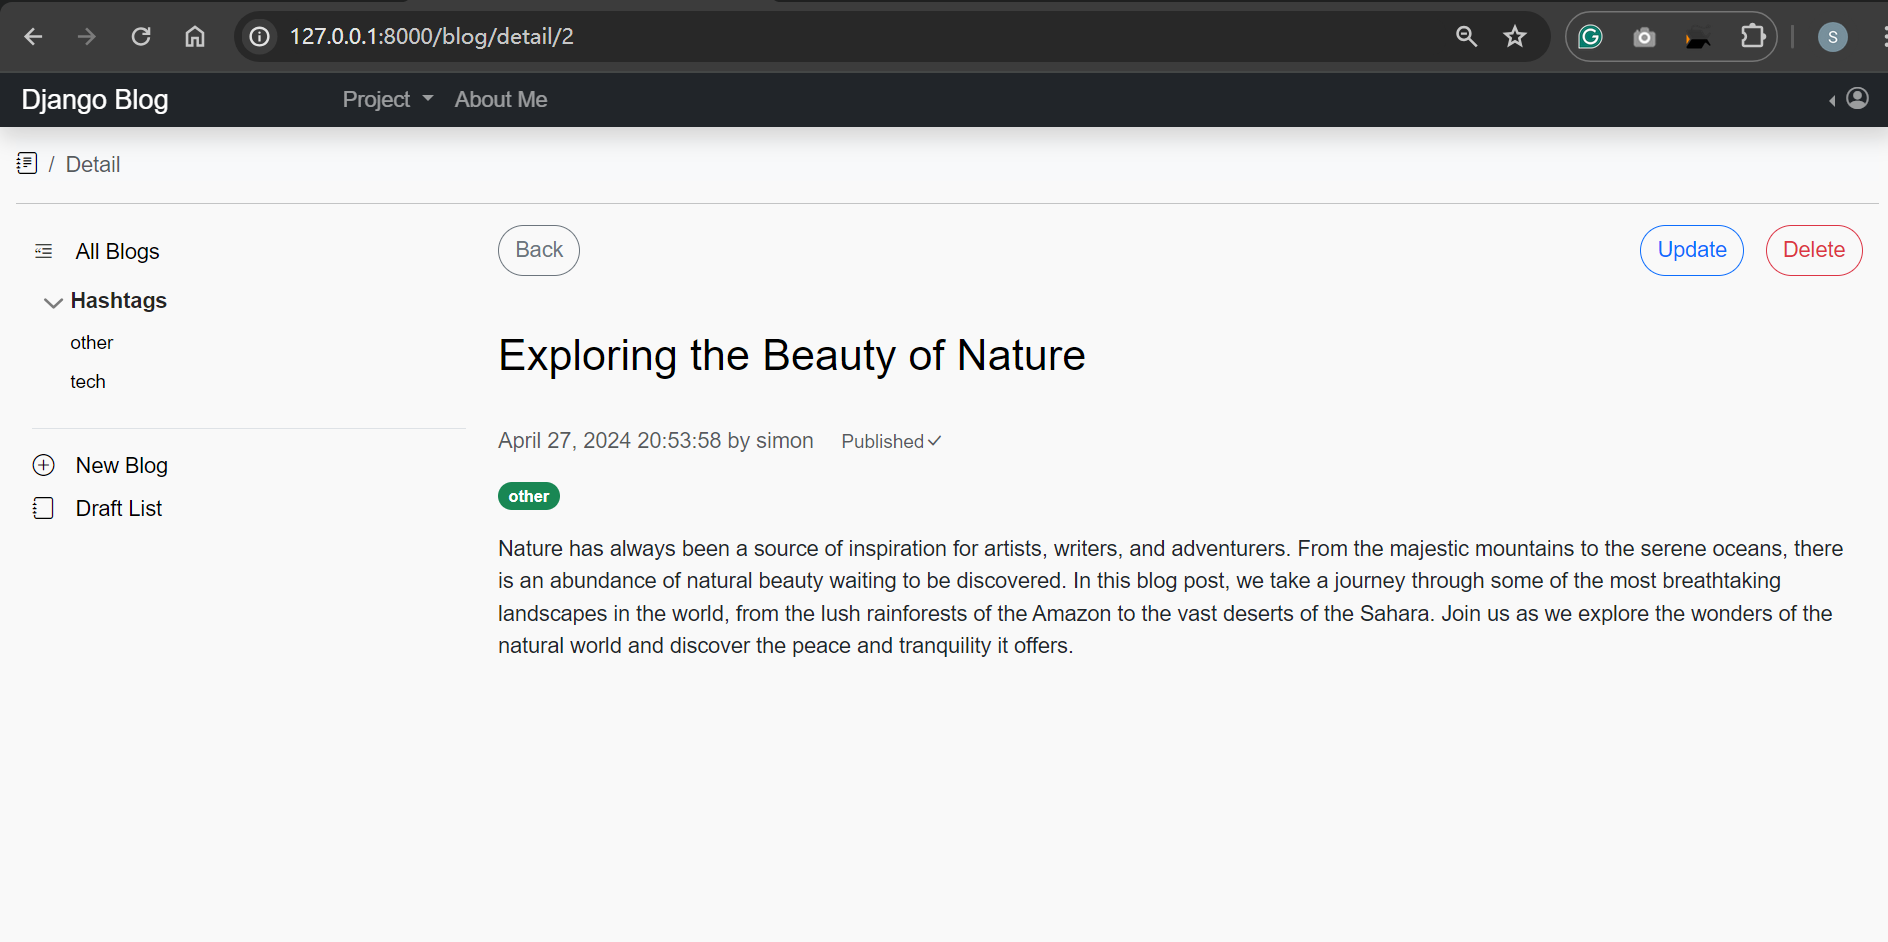 127.0.0.1:8000/blog/detail/2
S
Django Blog
Project
About Me
/ Detail
All Blogs
Hashtags
other
tech
New Blog
Draft List
Back
Update
Delete
Exploring the Beauty of Nature
April 27, 2024 20:53:58 by simon
Published
other
Nature has always been a source of inspiration for artists, writers, and adventurers. From the majestic mountains to the serene oceans, there
is an abundance of natural beauty waiting to be discovered. In this blog post, we take a journey through some of the most breathtaking
landscapes in the world, from the lush rainforests of the Amazon to the vast deserts of the Sahara. Join us as we explore the wonders of the
natural world and discover the peace and tranquility it offers.